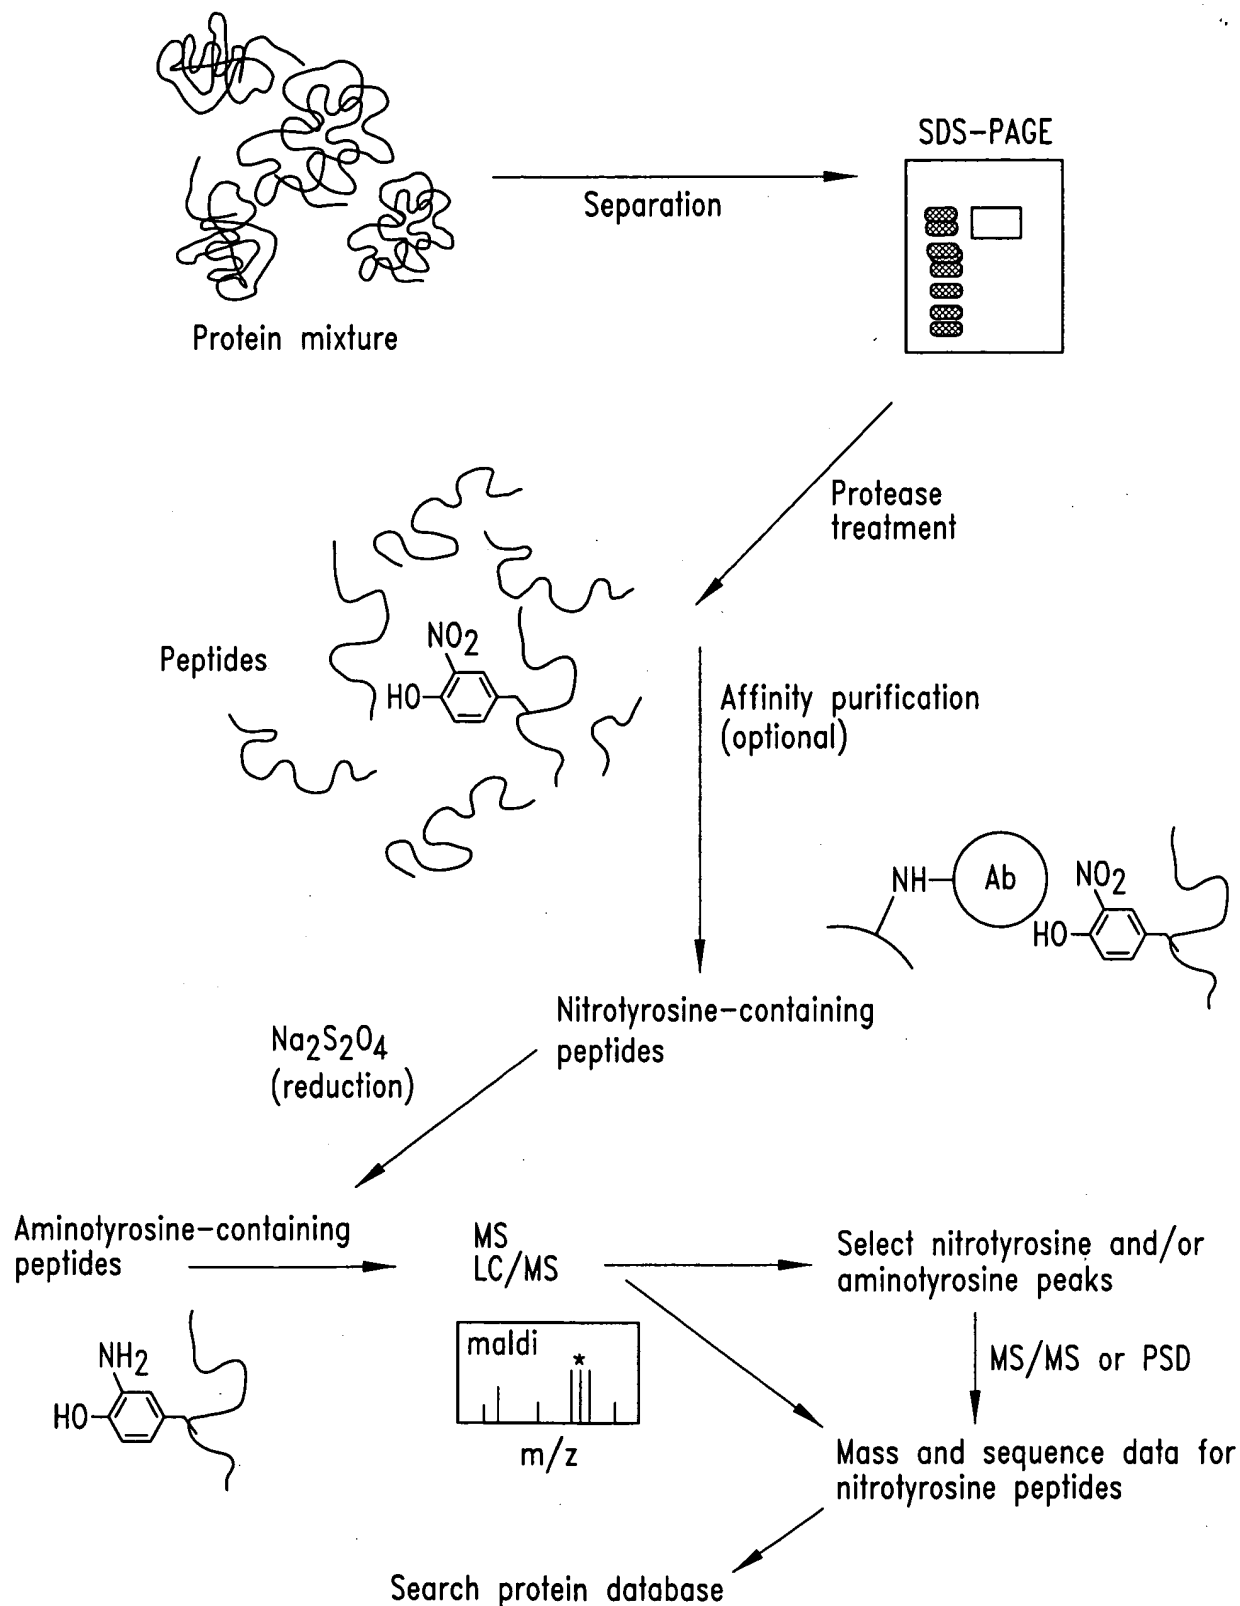 SDS-PAGE
Separation
Protein mixture
Protease
treatment
Peptides
NO2
HO
Affinity purification
(optional)
NH
Ab
NO2
HO
Nitrotyrosine-containing
peptides
Na2S2O4
(reduction)
Aminotyrosine-containing
peptides
MS
LC/MS
Select nitrotyrosine and/or
aminotyrosine peaks
NH2
HO
maldi
*
m/z
MS/MS or PSD
Mass and sequence data for
nitrotyrosine peptides
Search protein database